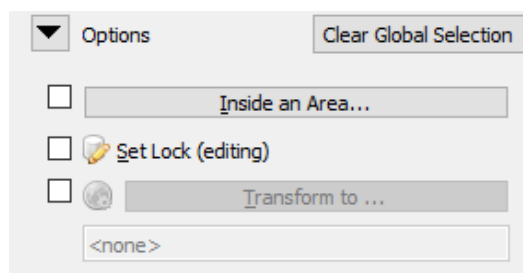 Options Clear Global Selection
Inside an Area...
Set Lock (editing)
Transform to ...
<none>